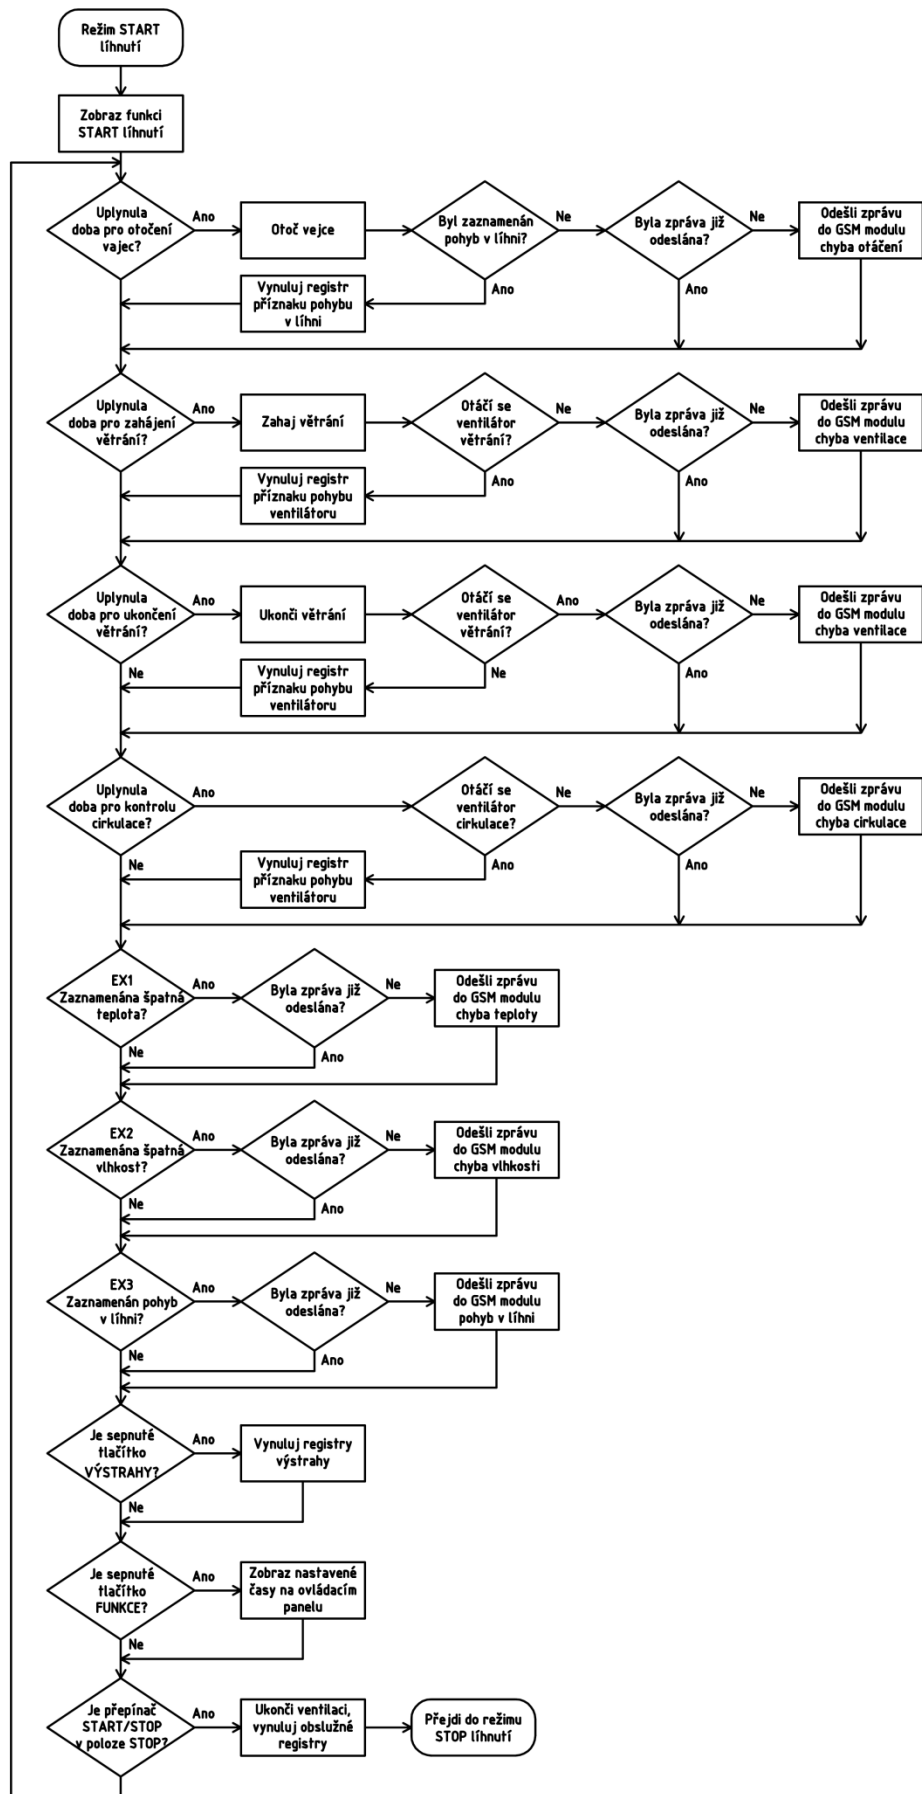 Režim START
líhnutí
Zobraz funkci
START líhnutí
Uplynula
doba pro otočení
vajec?
Ano
Otoč vejce
Byl zaznamenán
pohyb v líhni?
Ne
Byla zpráva již
odeslána?
Ne
Odešli zprávu
do GSM modulu
chyba otáčení
Vynuluj registr
příznaku pohybu
v líhni
Ano
Ano
Uplynula
doba pro zahájení
větrání?
Ano
Zahaj větrání
Otáčí se
ventilátor
větrání?
Ne
Byla zpráva již
odeslána?
Ne
Odešli zprávu
do GSM modulu
chyba ventilace
Vynuluj registr
příznaku pohybu
ventilátoru
Ano
Ano
Uplynula
doba pro ukončení
větrání?
Ano
Ukonči větrání
Otáčí se
ventilátor
větrání?
Ano
Byla zpráva již
odeslána?
Ne
Odešli zprávu
do GSM modulu
chyba ventilace
Ne
Vynuluj registr
příznaku pohybu
ventilátoru
Ne
Ano
Uplynula
doba pro kontrolu
cirkulace?
Ano
Otáčí se
ventilátor
cirkulace?
Ne
Byla zpráva již
odeslána?
Ne
Odešli zprávu
do GSM modulu
chyba cirkulace
Ne
Vynuluj registr
příznaku pohybu
ventilátoru
Ano
Ano
EX1
Zaznamenána špatná
teplota?
Ano
Byla zpráva již
odeslána?
Ne
Odešli zprávu
do GSM modulu
chyba teploty
Ne
Ano
EX2
Zaznamenána špatná
vlhkost?
Ano
Byla zpráva již
odeslána?
Ne
Odešli zprávu
do GSM modulu
chyba vlhkosti
Ne
Ano
EX3
Zaznamenán pohyb
v líhni?
Ano
Byla zpráva již
odeslána?
Ne
Odešli zprávu
do GSM modulu
pohyb v líhni
Ne
Ano
Je sepnuté
tlačítko
VÝSTRAHY?
Ano
Vynuluj registry
výstrahy
Ne
Je sepnuté
tlačítko
FUNKCE?
Ano
Zobraz nastavené
časy na ovládacím
panelu
Ne
Je přepínač
START/STOP
v poloze STOP?
Ano
Ukonči ventilaci,
vynuluj obslužné
registry
Přejdi do režimu
STOP líhnutí